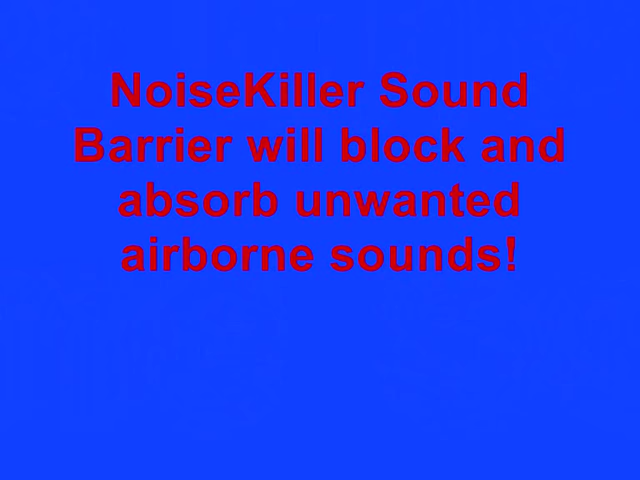 NoiseKiller Sound
Barrier will block and
absorb unwanted
airborne sounds!